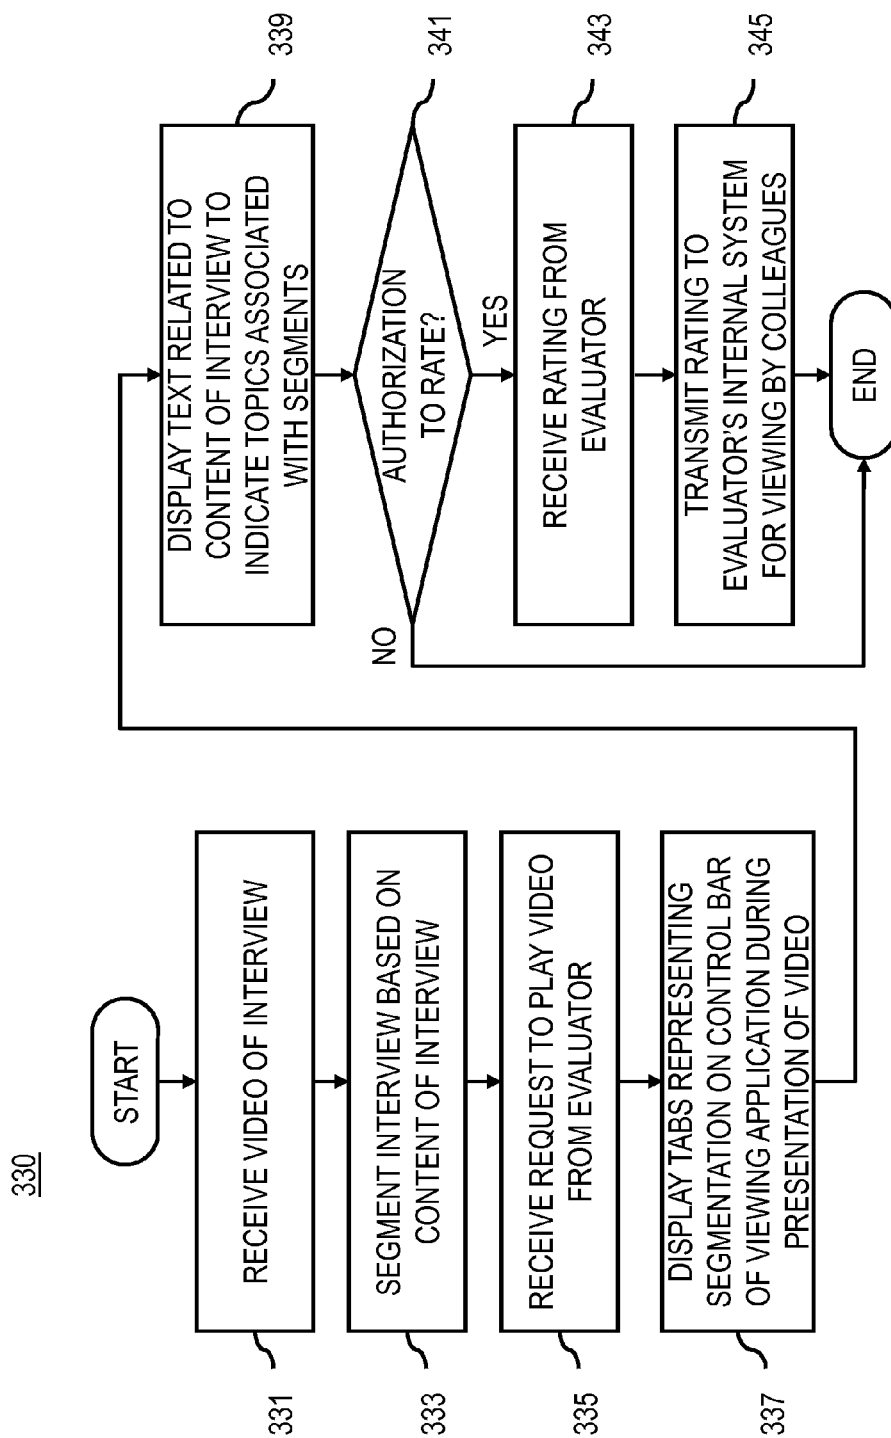 330
START
331
RECEIVE VIDEO OF INTERVIEW
333
SEGMENT INTERVIEW BASED ON
CONTENT OF INTERVIEW
335
RECEIVE REQUEST TO PLAY VIDEO
FROM EVALUATOR
337
DISPLAY TABS REPRESENTING
SEGMENTATION ON CONTROL BAR
OF VIEWING APPLICATION DURING
PRESENTATION OF VIDEO
DISPLAY TEXT RELATED TO
CONTENT OF INTERVIEW TO
INDICATE TOPICS ASSOCIATED
WITH SEGMENTS
339
NO
AUTHORIZATION
TO RATE?
341
YES
RECEIVE RATING FROM
EVALUATOR
343
TRANSMIT RATING TO
EVALUATOR'S INTERNAL SYSTEM
FOR VIEWING BY COLLEAGUES
345
END